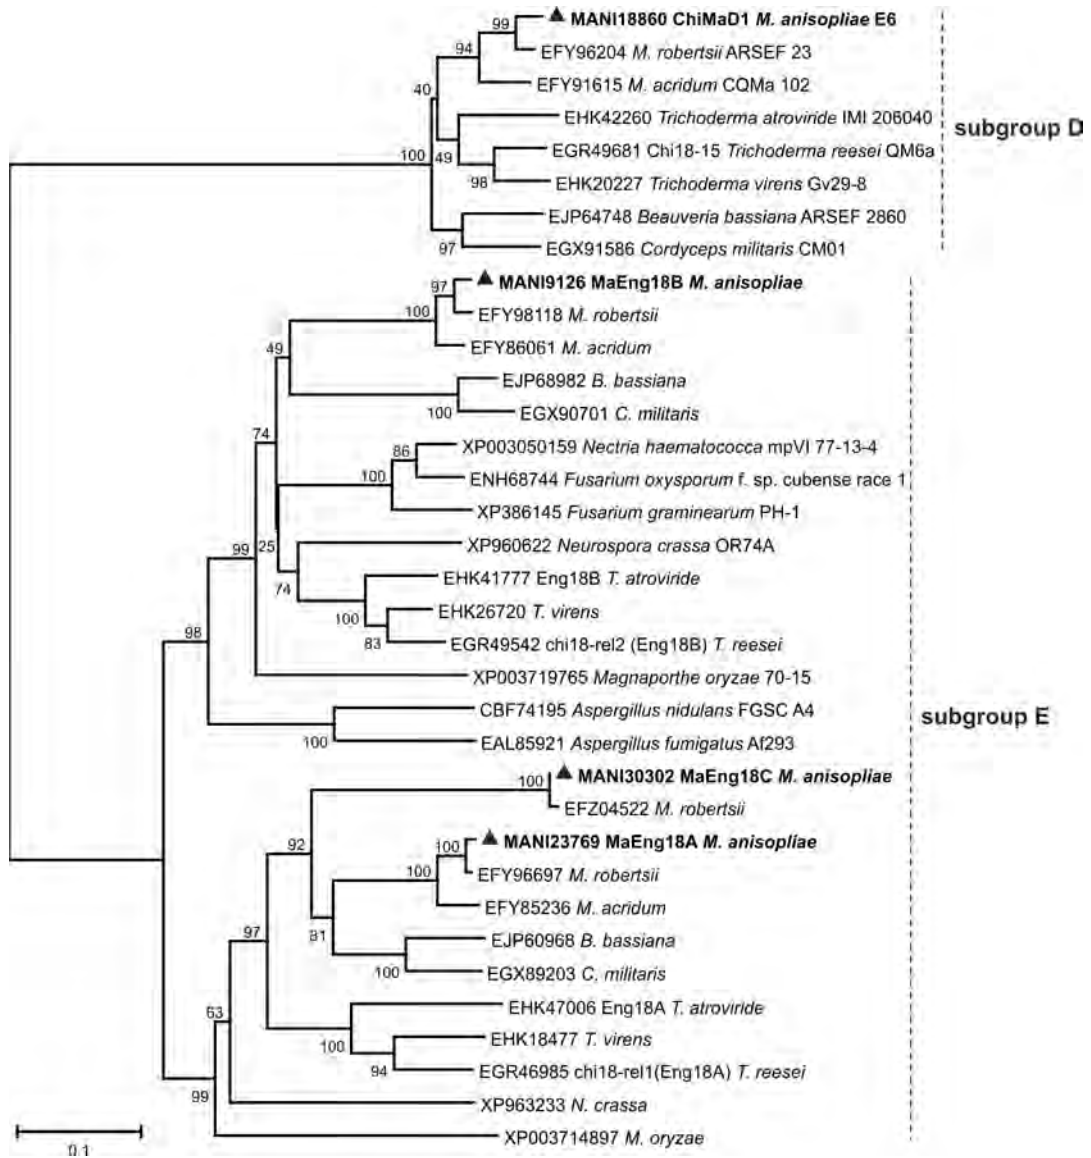 ▲ MANI18860 ChiMaD1 M. anisopliae E6
99
EFY96204 M. robertsii ARSEF 23
94
EFY91615 M. acridum CQMa 102
40
EHK42260 Trichoderma atroviride IMI 206040
subgroup D
EGR49681 Chi18-15 Trichoderma reesei QM6a
100
49
98
EHK20227 Trichoderma virens Gv29-8
EJP64748 Beauveria bassiana ARSEF 2860
97
EGX91586 Cordyceps militaris CM01
▲ MANI9126 MaEng18B M. anisopliae
97
100
EFY98118 M. robertsii
EFY86061 M. acridum
49
EJP68982 B. bassiana
100
EGX90701 C. militaris
74
XP003050159 Nectria haematococca mpVI 77-13-4
86
100
ENH68744 Fusarium oxysporum f. sp. cubense race 1
XP386145 Fusarium graminearum PH-1
99
25
XP960622 Neurospora crassa OR74A
74
EHK41777 Eng18B T. atroviride
100
EHK26720 T. virens
98
83
EGR49542 chi18-rel2 (Eng18B) T. reesei
XP003719765 Magnaporthe oryzae 70-15
CBF74195 Aspergillus nidulans FGSC A4
subgroup E
100
EAL85921 Aspergillus fumigatus Af293
100
▲ MANI30302 MaEng18C M. anisopliae
EFZ04522 M. robertsii
92
▲ MANI23769 MaEng18A M. anisopliae
100
100
EFY96697 M. robertsii
EFY85236 M. acridum
97
81
EJP60968 B. bassiana
100
EGX89203 C. militaris
63
EHK47006 Eng18A T. atroviride
100
EHK18477 T. virens
94
EGR46985 chi18-rel1(Eng18A) T. reesei
99
XP963233 N. crassa
XP003714897 M. oryzae
0.1